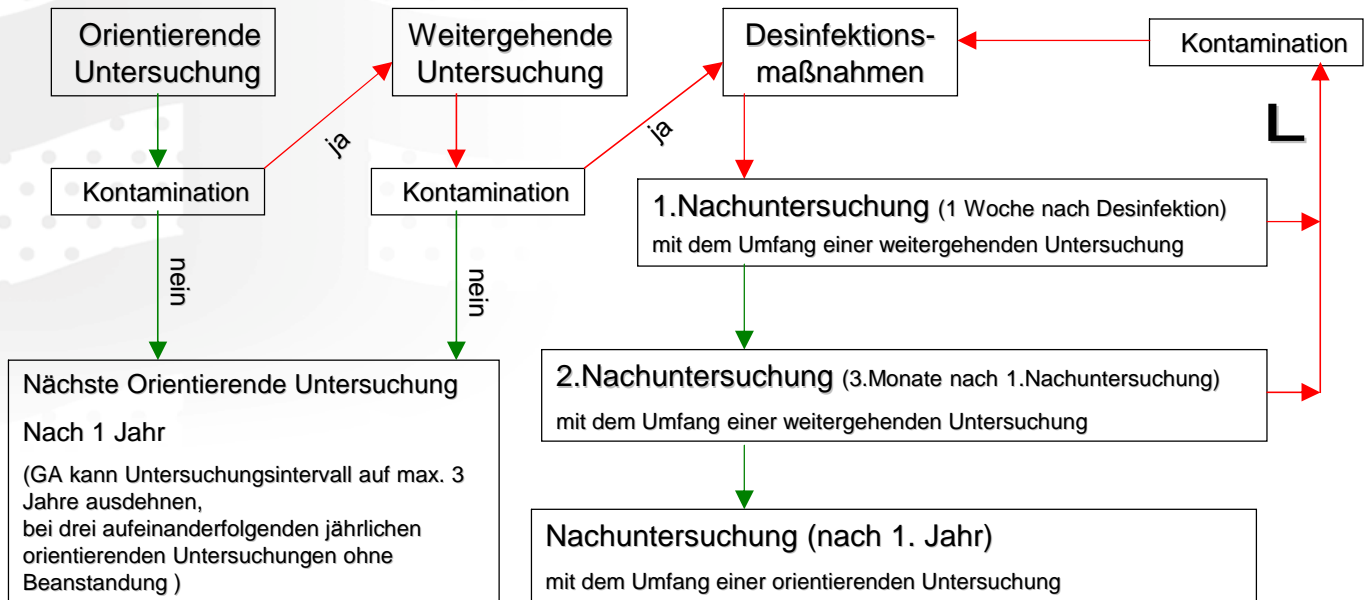 Orientierende
Untersuchung
Weitergehende
Untersuchung
Desinfektions-
maßnahmen
Kontamination
L
ja
ja
Kontamination
Kontamination
1.Nachuntersuchung (1 Woche nach Desinfektion)
mit dem Umfang einer weitergehenden Untersuchung
nein
nein
2.Nachuntersuchung (3.Monate nach 1.Nachuntersuchung)
mit dem Umfang einer weitergehenden Untersuchung
Nächste Orientierende Untersuchung
Nach 1 Jahr
(GA kann Untersuchungsintervall auf max. 3
Jahre ausdehnen,
bei drei aufeinanderfolgenden jährlichen
orientierenden Untersuchungen ohne
Beanstandung )
Nachuntersuchung (nach 1. Jahr)
mit dem Umfang einer orientierenden Untersuchung